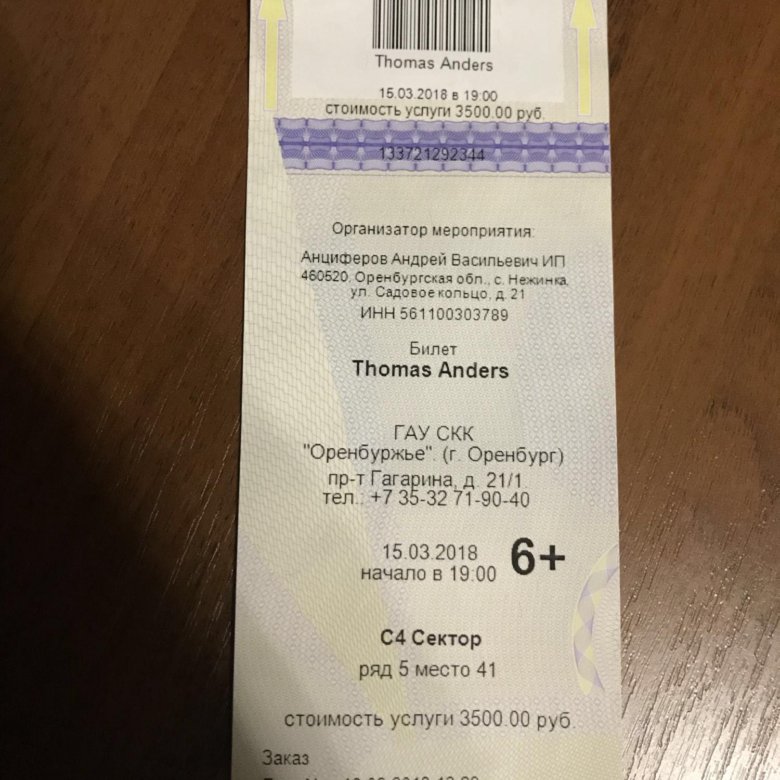 Thomas Anders
15.03.2018 в 19:00
стоимость услуги 3500.00 руб.
133721292344
Организатор мероприятия:
Анциферов Андрей Васильевич ИП
460520, Оренбургская обл., с. Нежинка,
ул. Садовое кольцо, д. 21
ИНН 561100303789
Билет
Thomas Anders
ГАУ СКК
"Оренбуржье". (г. Оренбург)
пр-т Гагарина, д. 21/1
тел.: +7 35-32 71-90-40
15.03.2018 6+
начало в 19:00
С4 Сектор
ряд 5 место 41
стоимость услуги 3500.00 руб.
Заказ